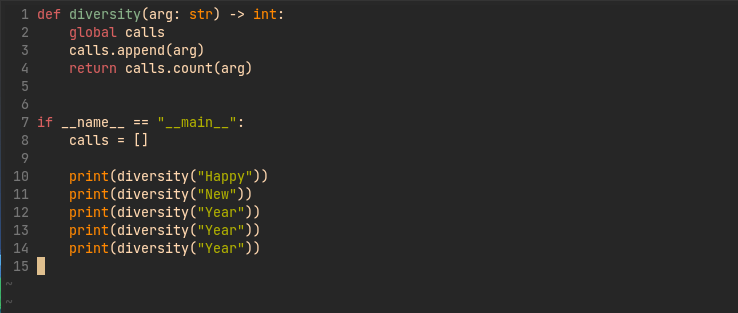 1 def diversity(arg: str) -> int:
2     global calls
3     calls.append(arg)
4     return calls.count(arg)
5
6
7 if __name__ == "__main__":
8     calls = []
9
10     print(diversity("Happy"))
11     print(diversity("New"))
12     print(diversity("Year"))
13     print(diversity("Year"))
14     print(diversity("Year"))
15
~
~